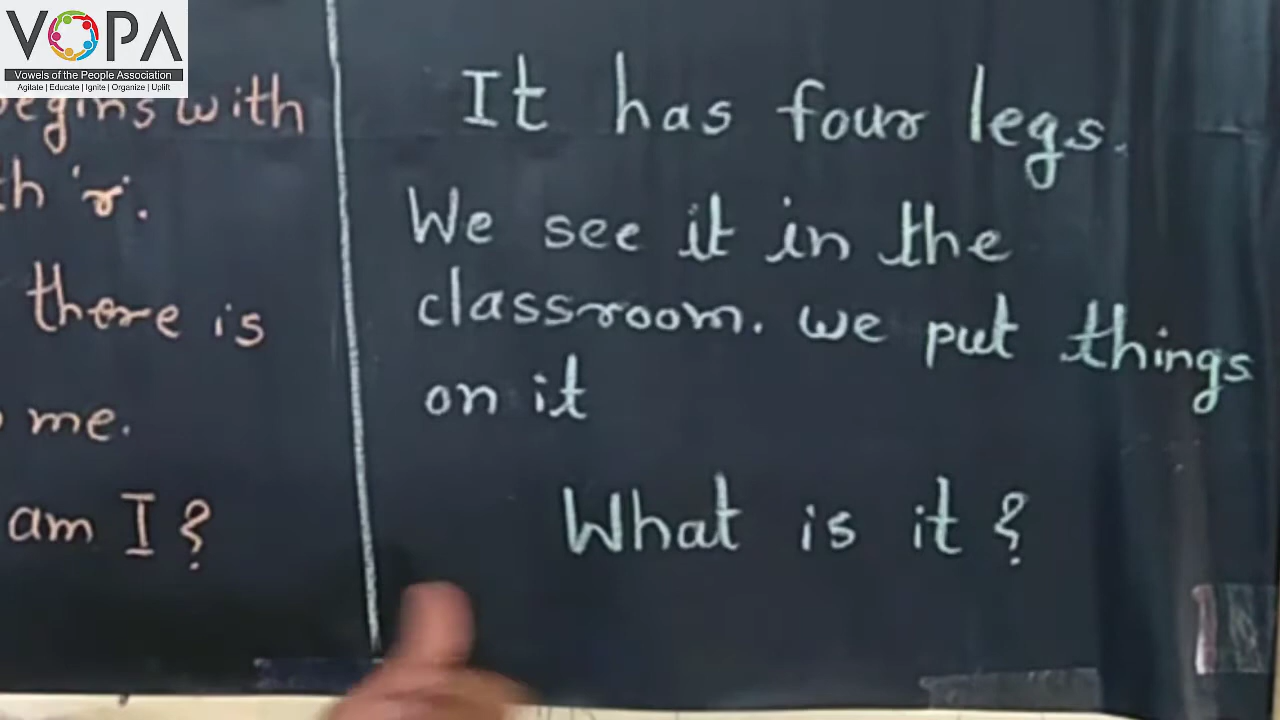 VOPA
Vowels of the People Association
Agitate | Educate | Ignite | Organize | Uplift
begins with
th 'r'.
there is
me.
am I?
It has four legs.
We see it in the
classroom. we put things
on it
What is it?